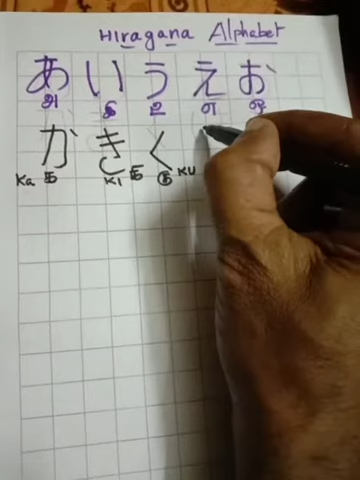 Hiragana Alphabet
あ い う え お
அ இ உ எ ஒ
か き く
Ka க KI கி கு KU